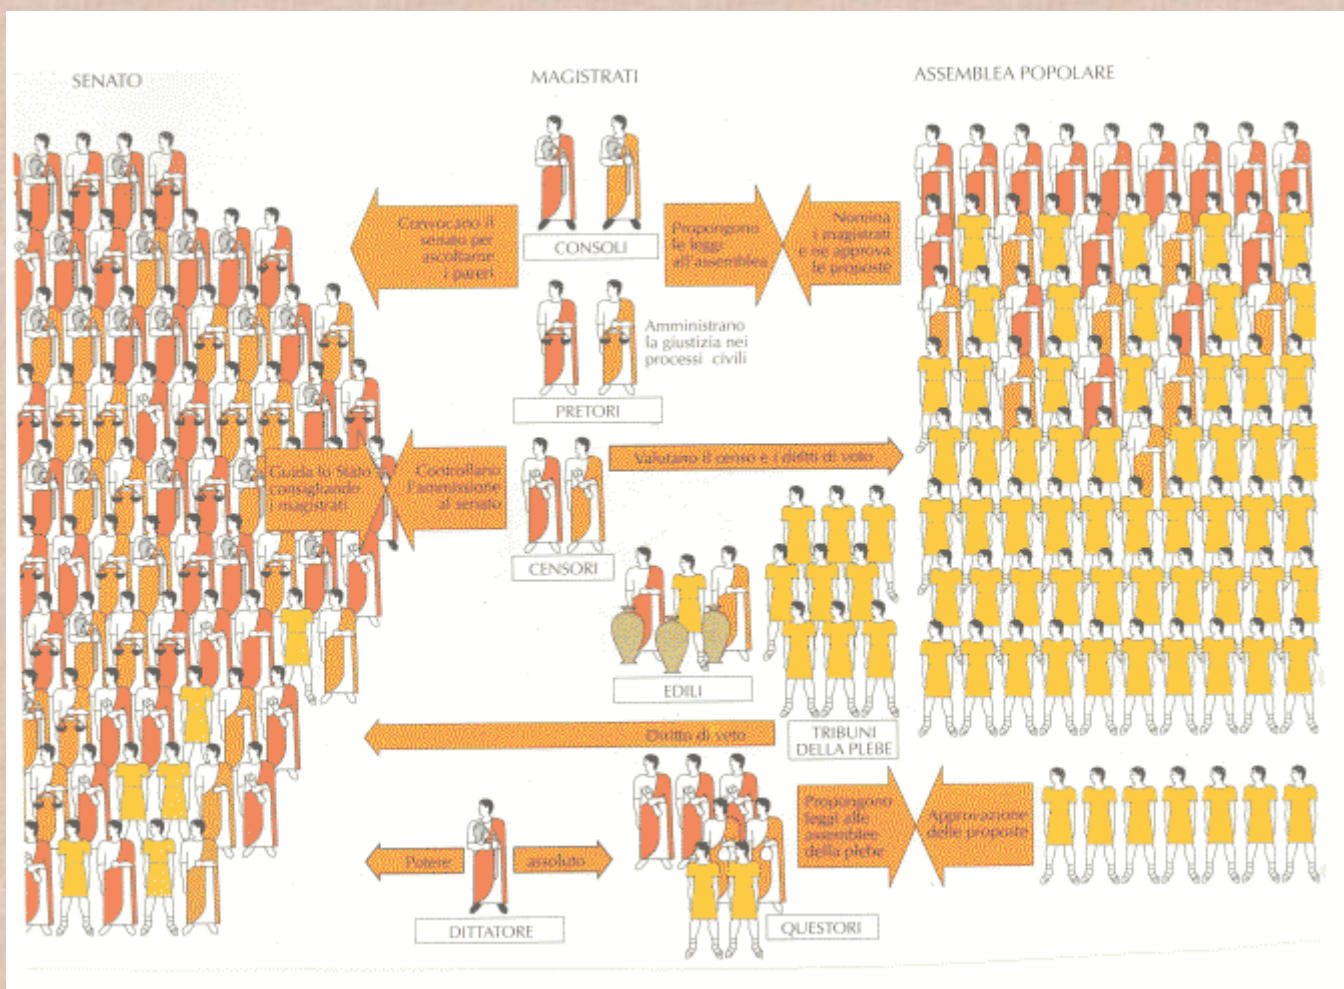 SENATO
MAGISTRATI
ASSEMBLEA POPOLARE
Convocano il
senato per
ascoltarne
i pareri
CONSOLI
Propongono
le leggi
all'assemblea
Nomina
i magistrati
e ne approva
le proposte
Amministrano
la giustizia nei
processi civili
PRETORI
Guida lo Stato
consigliando
i magistrati
Controllano
l'ammissione
al senato
Valutano il censo e i diritti di voto
CENSORI
EDILI
Diritto di veto
TRIBUNI
DELLA PLEBE
Potere
assoluto
DITTATORE
Propongono
leggi alle
assemblee
della plebe
Approvazione
delle proposte
QUESTORI